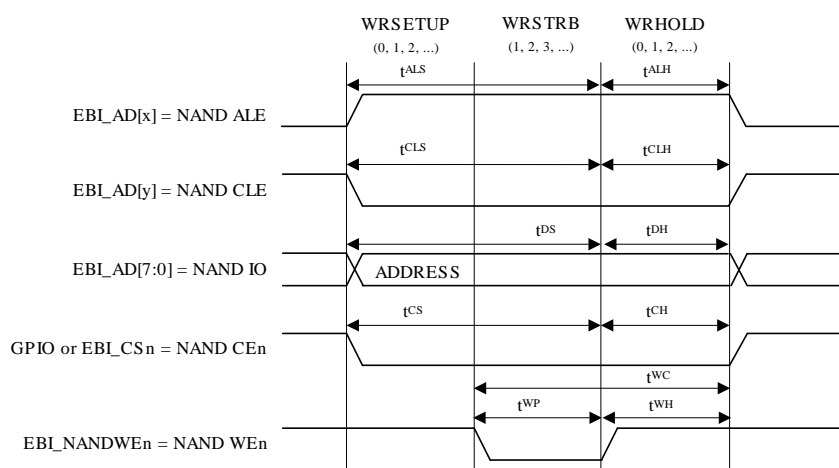 WRSETUP WRSTRB WRHOLD
(0, 1, 2, ...) (1, 2, 3, ...) (0, 1, 2, ...)
tALS tALH
EBI_AD[x] = NAND ALE
tCLS tCLH
EBI_AD[y] = NAND CLE
tDS tDH
EBI_AD[7:0] = NAND IO ADDRESS
tCS tCH
GPIO or EBI_CSn = NAND CEn
tWC
tWP tWH
EBI_NANDWEn = NAND WEn